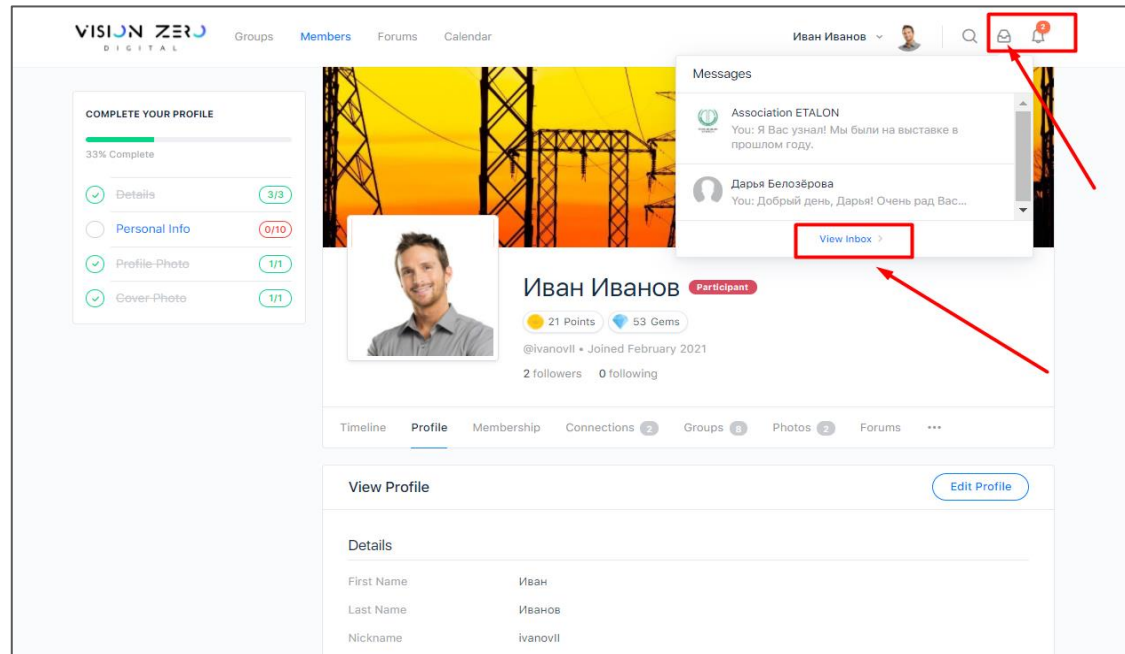 VISION ZERO
DIGITAL
Groups Members Forums Calendar
Иван Иванов
2
Messages
Association ETALON
You: Я Вас узнал! Мы были на выставке в
прошлом году.
Дарья Белозёрова
You: Добрый день, Дарья! Очень рад Вас...
View Inbox
COMPLETE YOUR PROFILE
33% Complete
Details 3/3
Personal Info 0/10
Profile Photo 1/1
Cover Photo 1/1
Иван Иванов Participant
21 Points 53 Gems
@ivanovII • Joined February 2021
2 followers 0 following
Timeline Profile Membership Connections 2 Groups 8 Photos 2 Forums •••
View Profile Edit Profile
Details
First Name Иван
Last Name Иванов
Nickname ivanovII